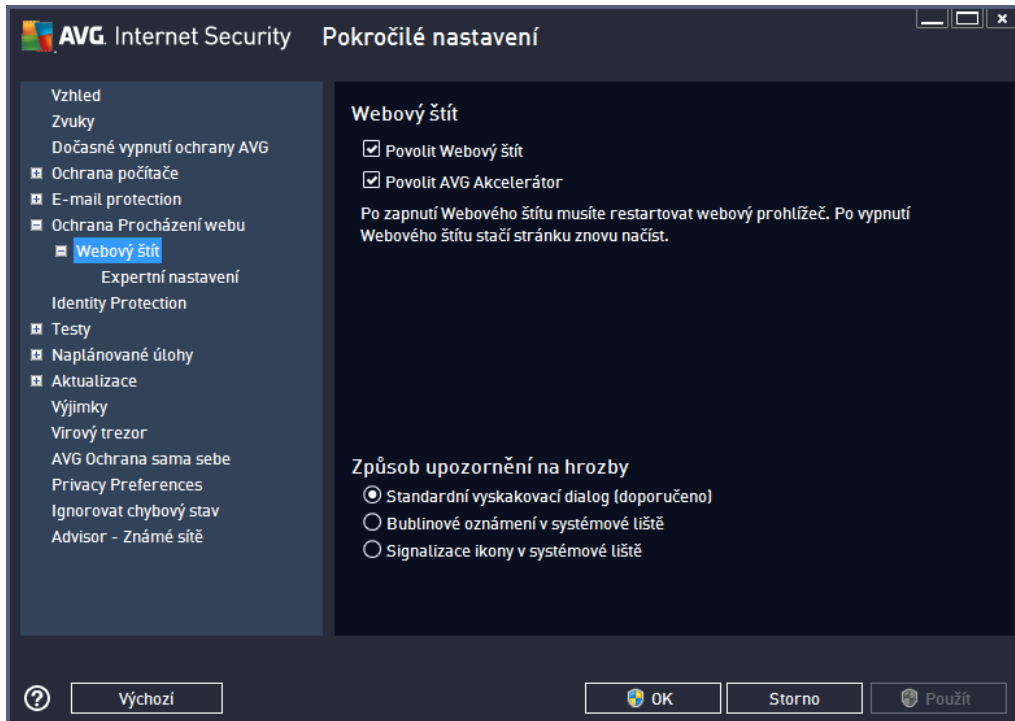 AVG. Internet Security Pokročilé nastavení
Vzhled
Zvuky
Dočasné vypnutí ochrany AVG
Ochrana počítače
E-mail protection
Ochrana Procházení webu
Webový štít
Expertní nastavení
Identity Protection
Testy
Naplánované úlohy
Aktualizace
Výjimky
Virový trezor
AVG Ochrana sama sebe
Privacy Preferences
Ignorovat chybový stav
Advisor - Známé sítě
Webový štít
Povolit Webový štít
Povolit AVG Akcelerátor
Po zapnutí Webového štítu musíte restartovat webový prohlížeč. Po vypnutí
Webového štítu stačí stránku znovu načíst.
Způsob upozornění na hrozby
Standardní vyskakovací dialog (doporučeno)
Bublinové oznámení v systémové liště
Signalizace ikony v systémové liště
? Výchozí OK Storno Použít